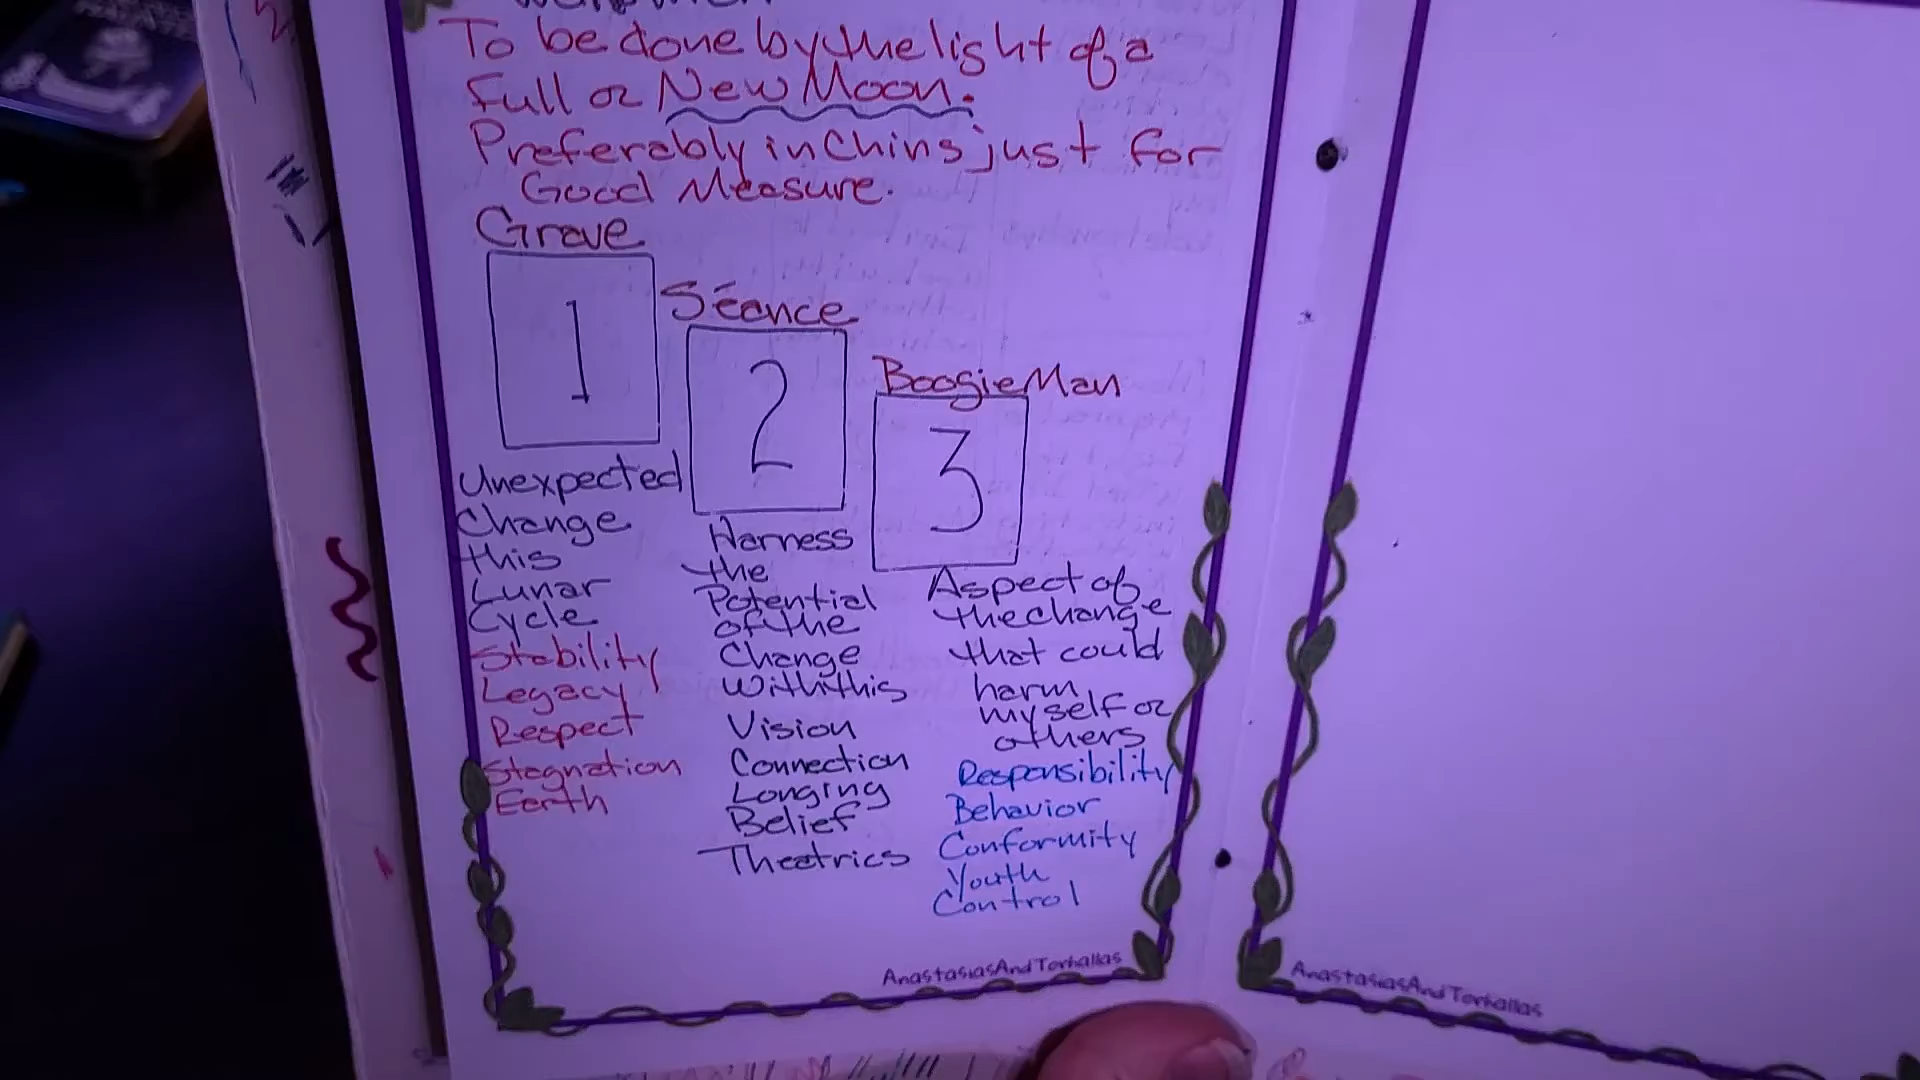 To be done by the light of a
Full or New Moon.
Preferably in Chins just for
Good Measure.
Grave
1
Séance
2
BoogieMan
3
Unexpected
Change
this
Lunar
Cycle
Stability
Legacy
Respect
Stagnation
Earth
Harness
the
Potential
of the
Change
With this
Vision
Connection
Longing
Belief
Theatrics
Aspect of
the change
that could
harm
myself or
others
Responsibility
Behavior
Conformity
Youth
Control
AnastasiasAndTorhallas
AnastasiasAndTorhallas